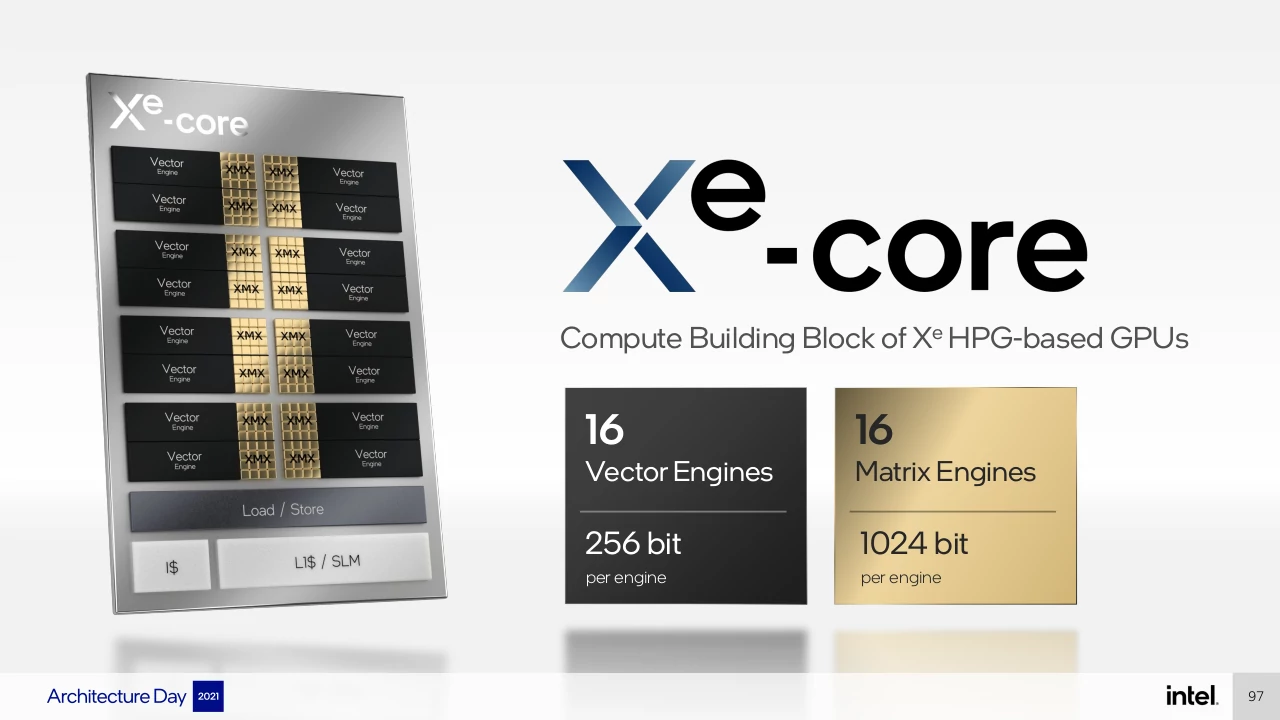 Xe-core
Vector Engine XMX XMX Vector Engine
Vector Engine XMX XMX Vector Engine
Vector Engine XMX XMX Vector Engine
Vector Engine XMX XMX Vector Engine
Vector Engine XMX XMX Vector Engine
Vector Engine XMX XMX Vector Engine
Vector Engine XMX XMX Vector Engine
Vector Engine XMX XMX Vector Engine
Load / Store
I$ L1$ / SLM
Xe-core
Compute Building Block of Xe HPG-based GPUs
16
Vector Engines
256 bit
per engine
16
Matrix Engines
1024 bit
per engine
Architecture Day 2021
intel. 97